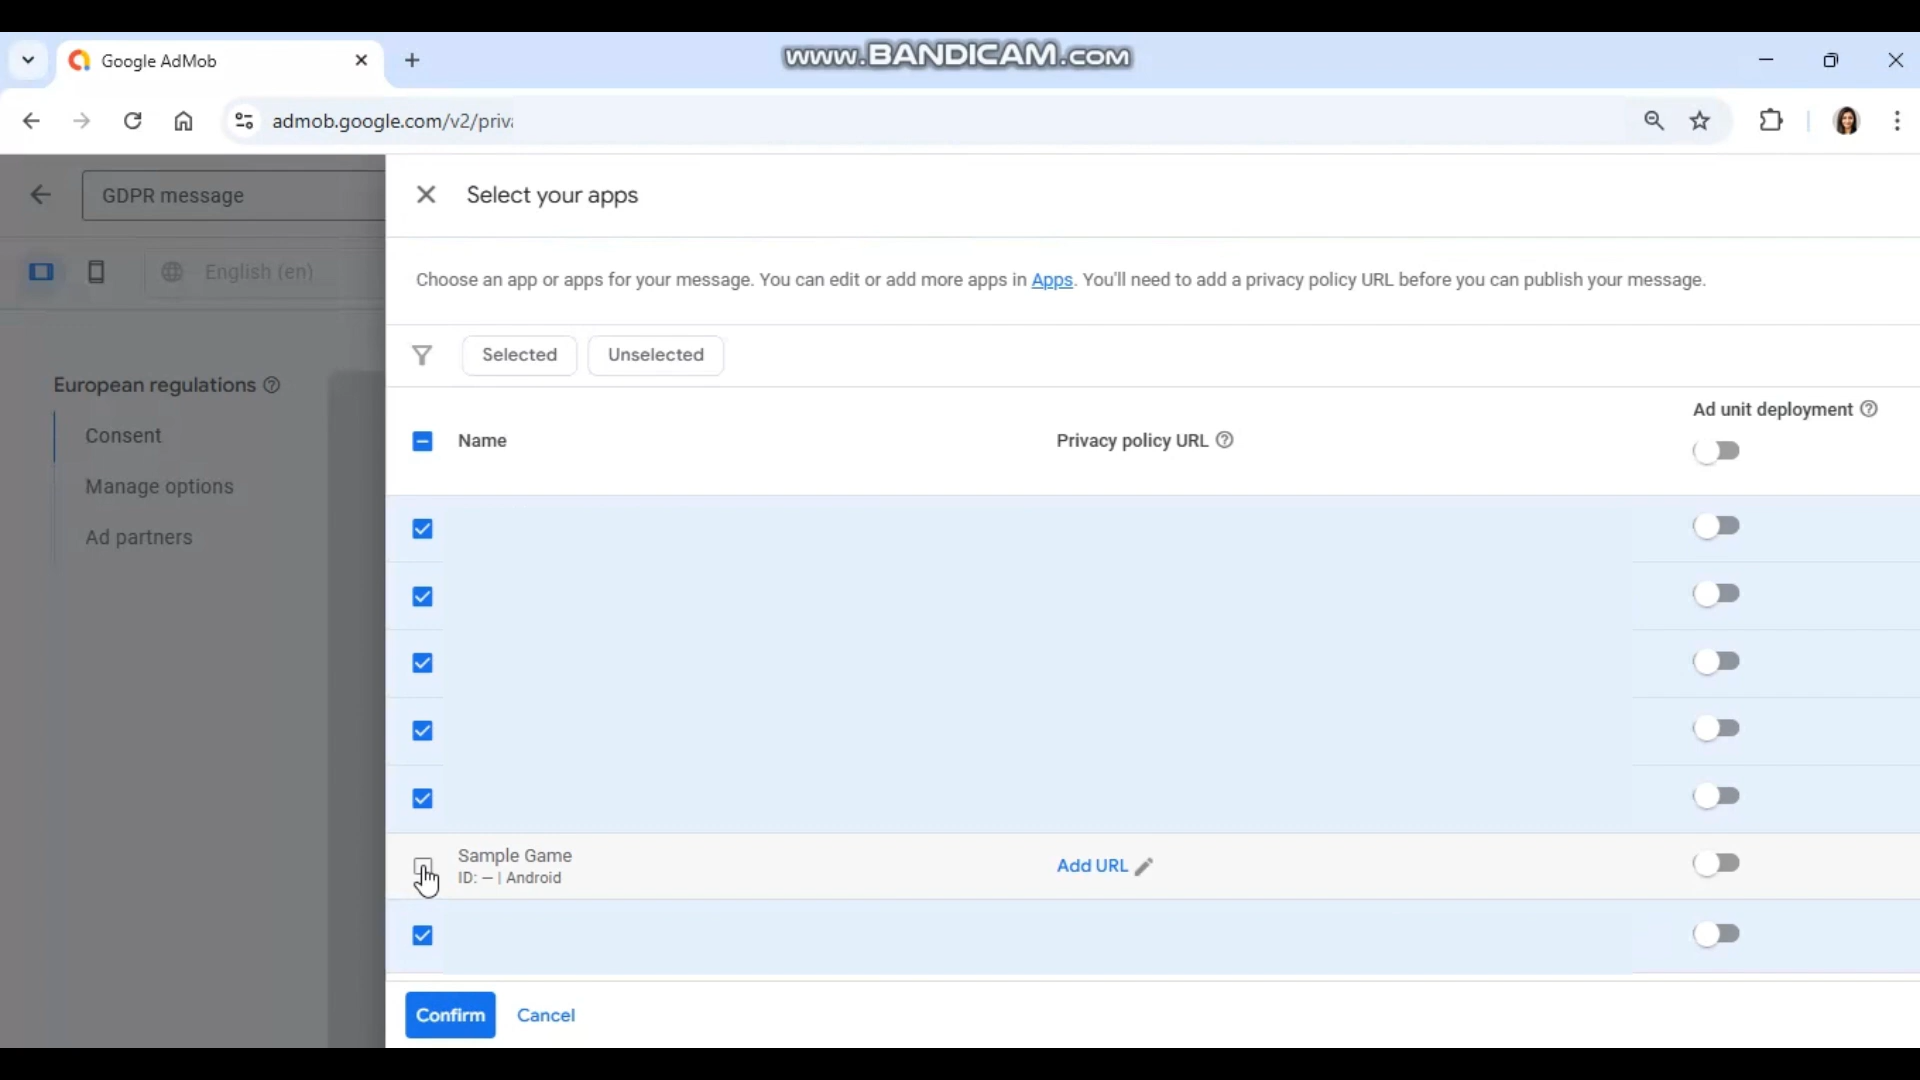 www.BANDICAM.com
Google AdMob
admob.google.com/v2/priv
GDPR message
Select your apps
English (en)
Choose an app or apps for your message. You can edit or add more apps in Apps. You'll need to add a privacy policy URL before you can publish your message.
Selected
Unselected
European regulations
Consent
Manage options
Ad partners
Name
Privacy policy URL
Ad unit deployment
Sample Game
ID: – | Android
Add URL
Confirm
Cancel